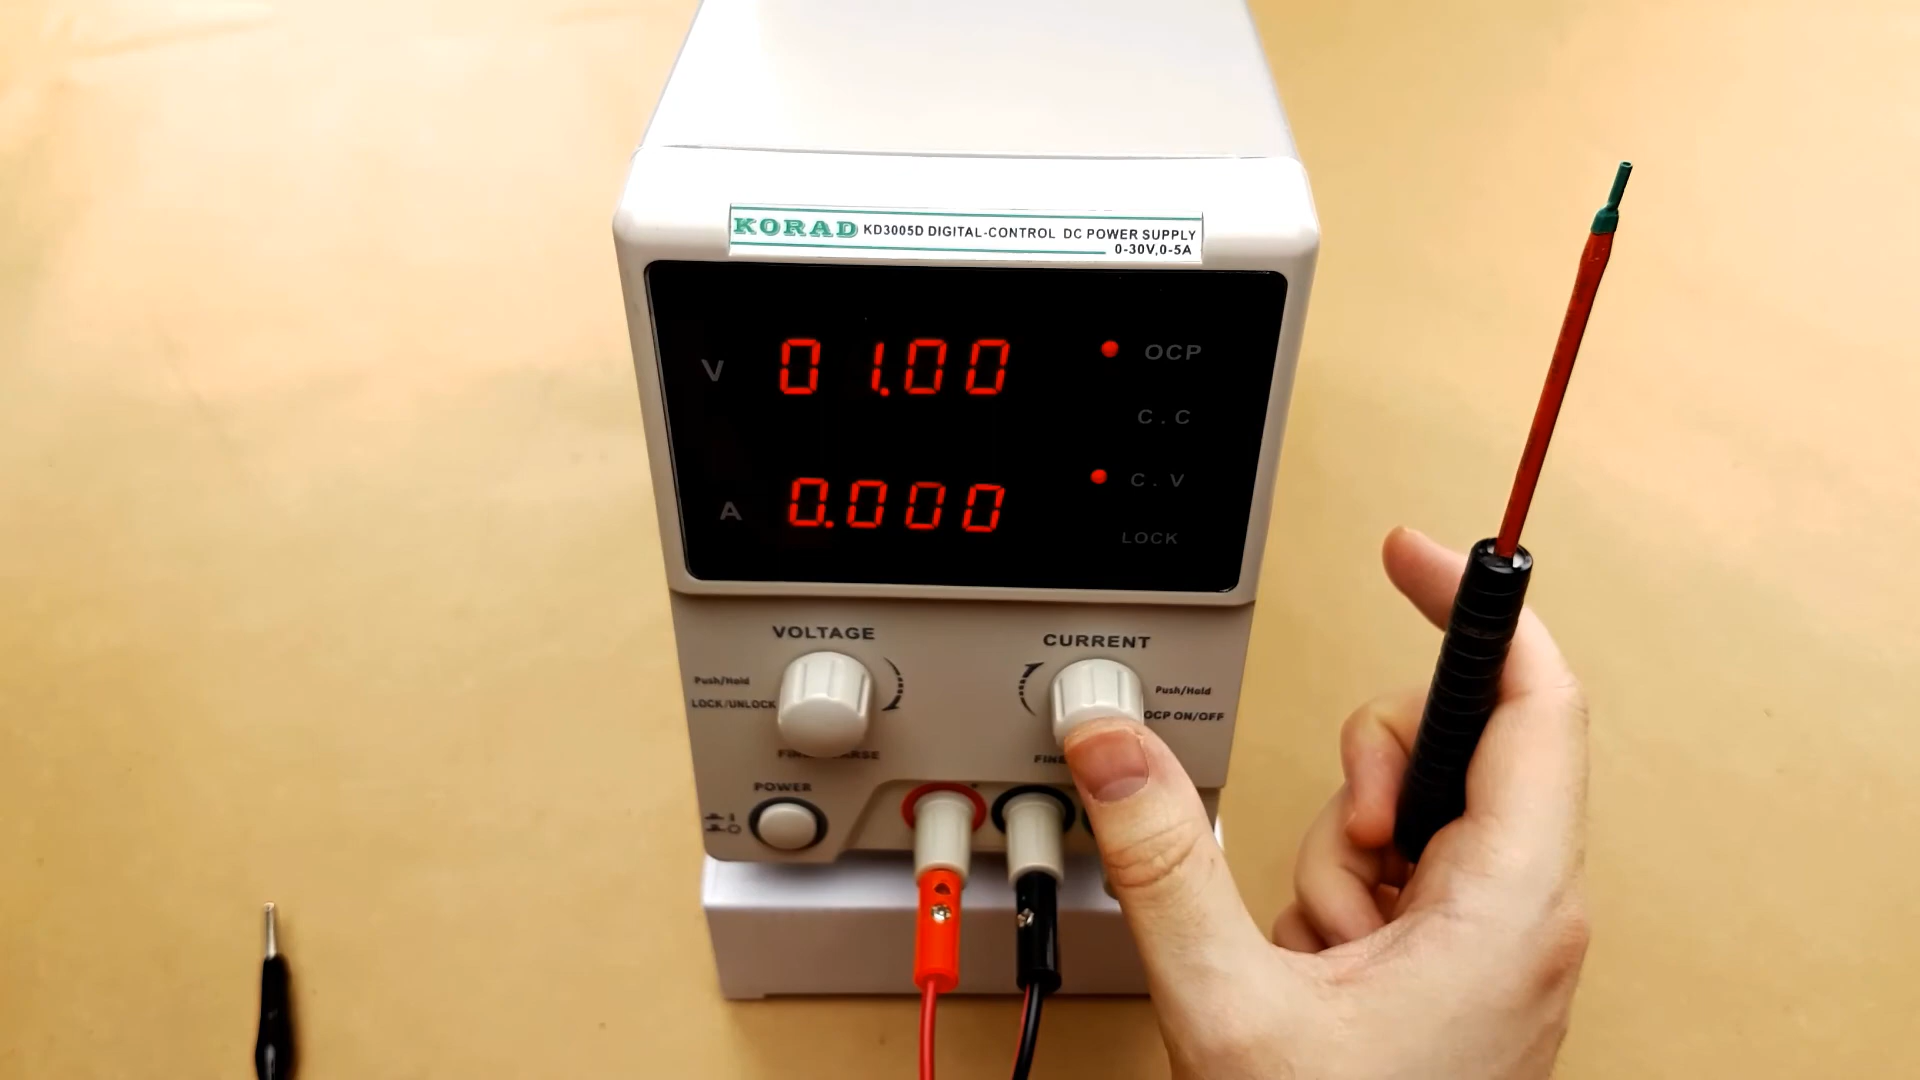 KORAD KD3005D DIGITAL-CONTROL DC POWER SUPPLY
0-30V,0-5A
V 01.00 OCP
C.C
A 0.000 C.V
LOCK
VOLTAGE CURRENT
Push/Hold Push/Hold
LOCK/UNLOCK OCP ON/OFF
FINE
POWER